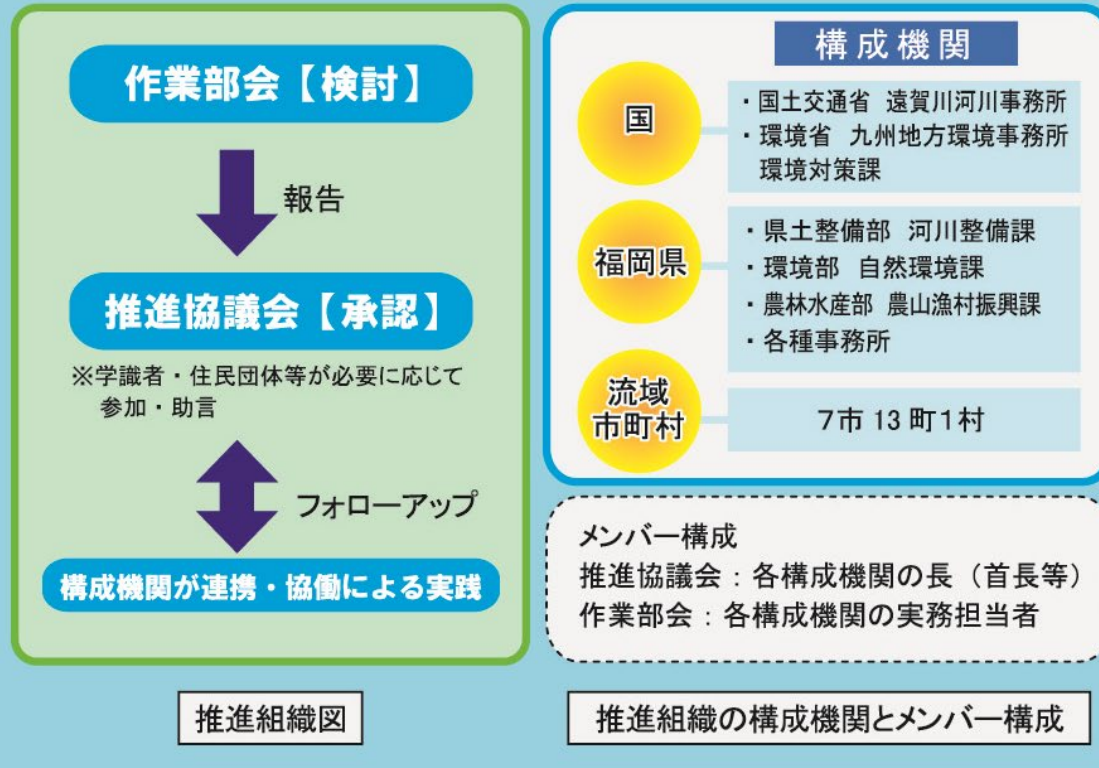 作業部会【検討】
報告
推進協議会【承認】
※学識者・住民団体等が必要に応じて
参加・助言
フォローアップ
構成機関が連携・協働による実践
推進組織図
構成機関
国
・国土交通省 遠賀川河川事務所
・環境省 九州地方環境事務所
環境対策課
福岡県
・県土整備部 河川整備課
・環境部 自然環境課
・農林水産部 農山漁村振興課
・各種事務所
流域
市町村
7市 13 町1村
メンバー構成
推進協議会：各構成機関の長（首長等）
作業部会：各構成機関の実務担当者
推進組織の構成機関とメンバー構成